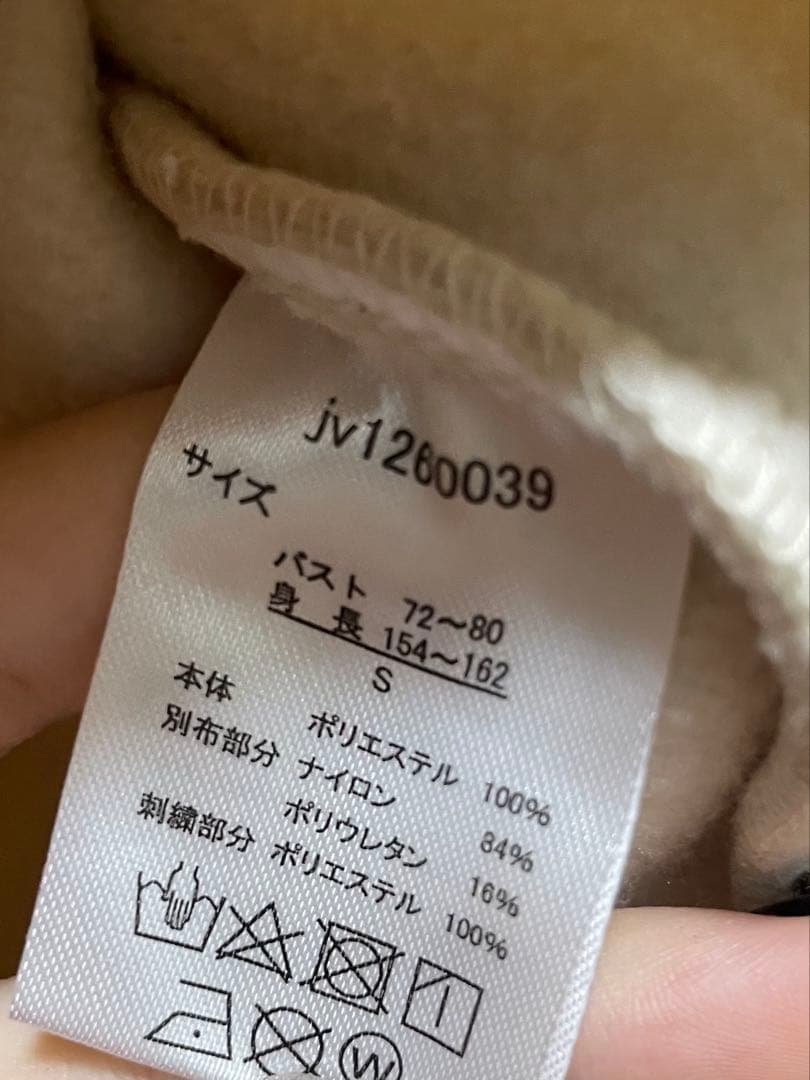 jv1260039
サイズ
バスト 72～80
身長 154～162
S
本体 ポリエステル 100%
別布部分 ナイロン 84%
ポリウレタン 16%
刺繍部分 ポリエステル 100%
W